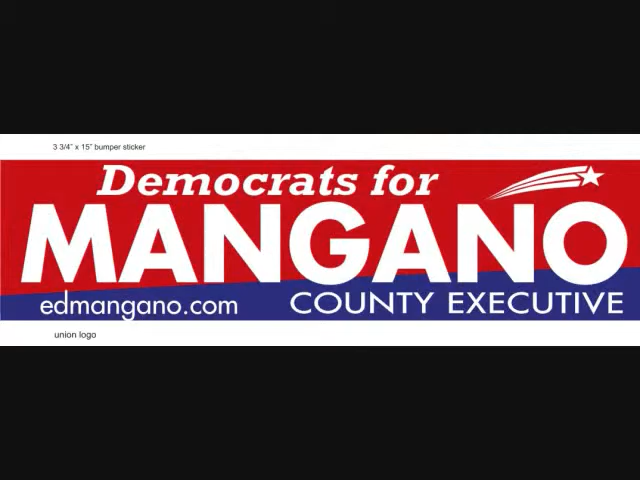 3 3/4" x 15" bumper sticker
Democrats for
MANGANO
edmangano.com
COUNTY EXECUTIVE
union logo